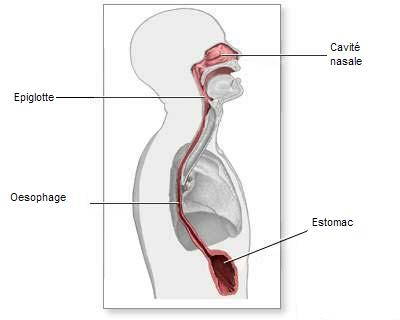 Cavité
nasale
Epiglotte
Oesophage
Estomac